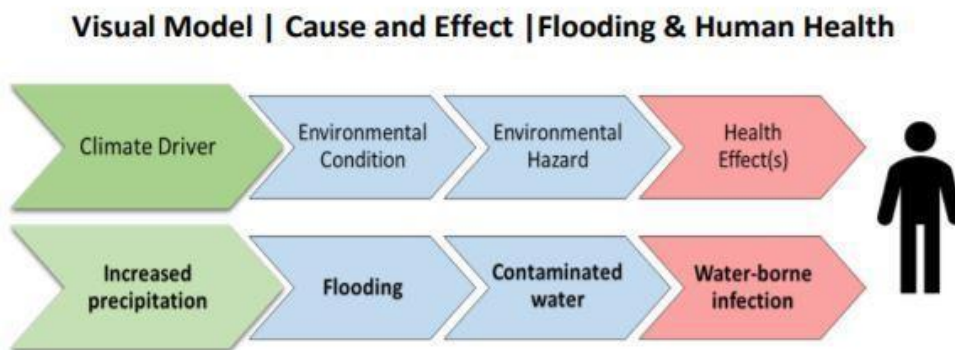 Visual Model | Cause and Effect |Flooding & Human Health
Climate Driver
Environmental
Condition
Environmental
Hazard
Health
Effect(s)
Increased
precipitation
Flooding
Contaminated
water
Water-borne
infection